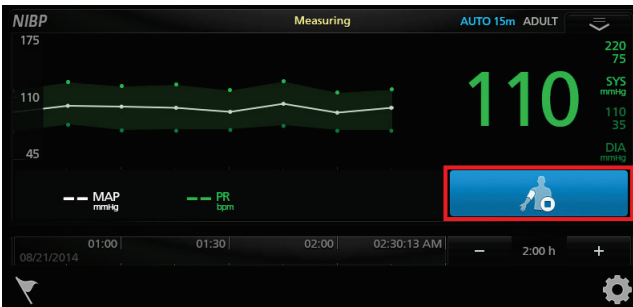 NIBP Measuring AUTO 15m ADULT
175
110
45
220
75
SYS
mmHg
110
110
35
DIA
mmHg
-- MAP
mmHg
-- PR
bpm
01:00 01:30 02:00 02:30:13 AM
08/21/2014
− 2:00 h +